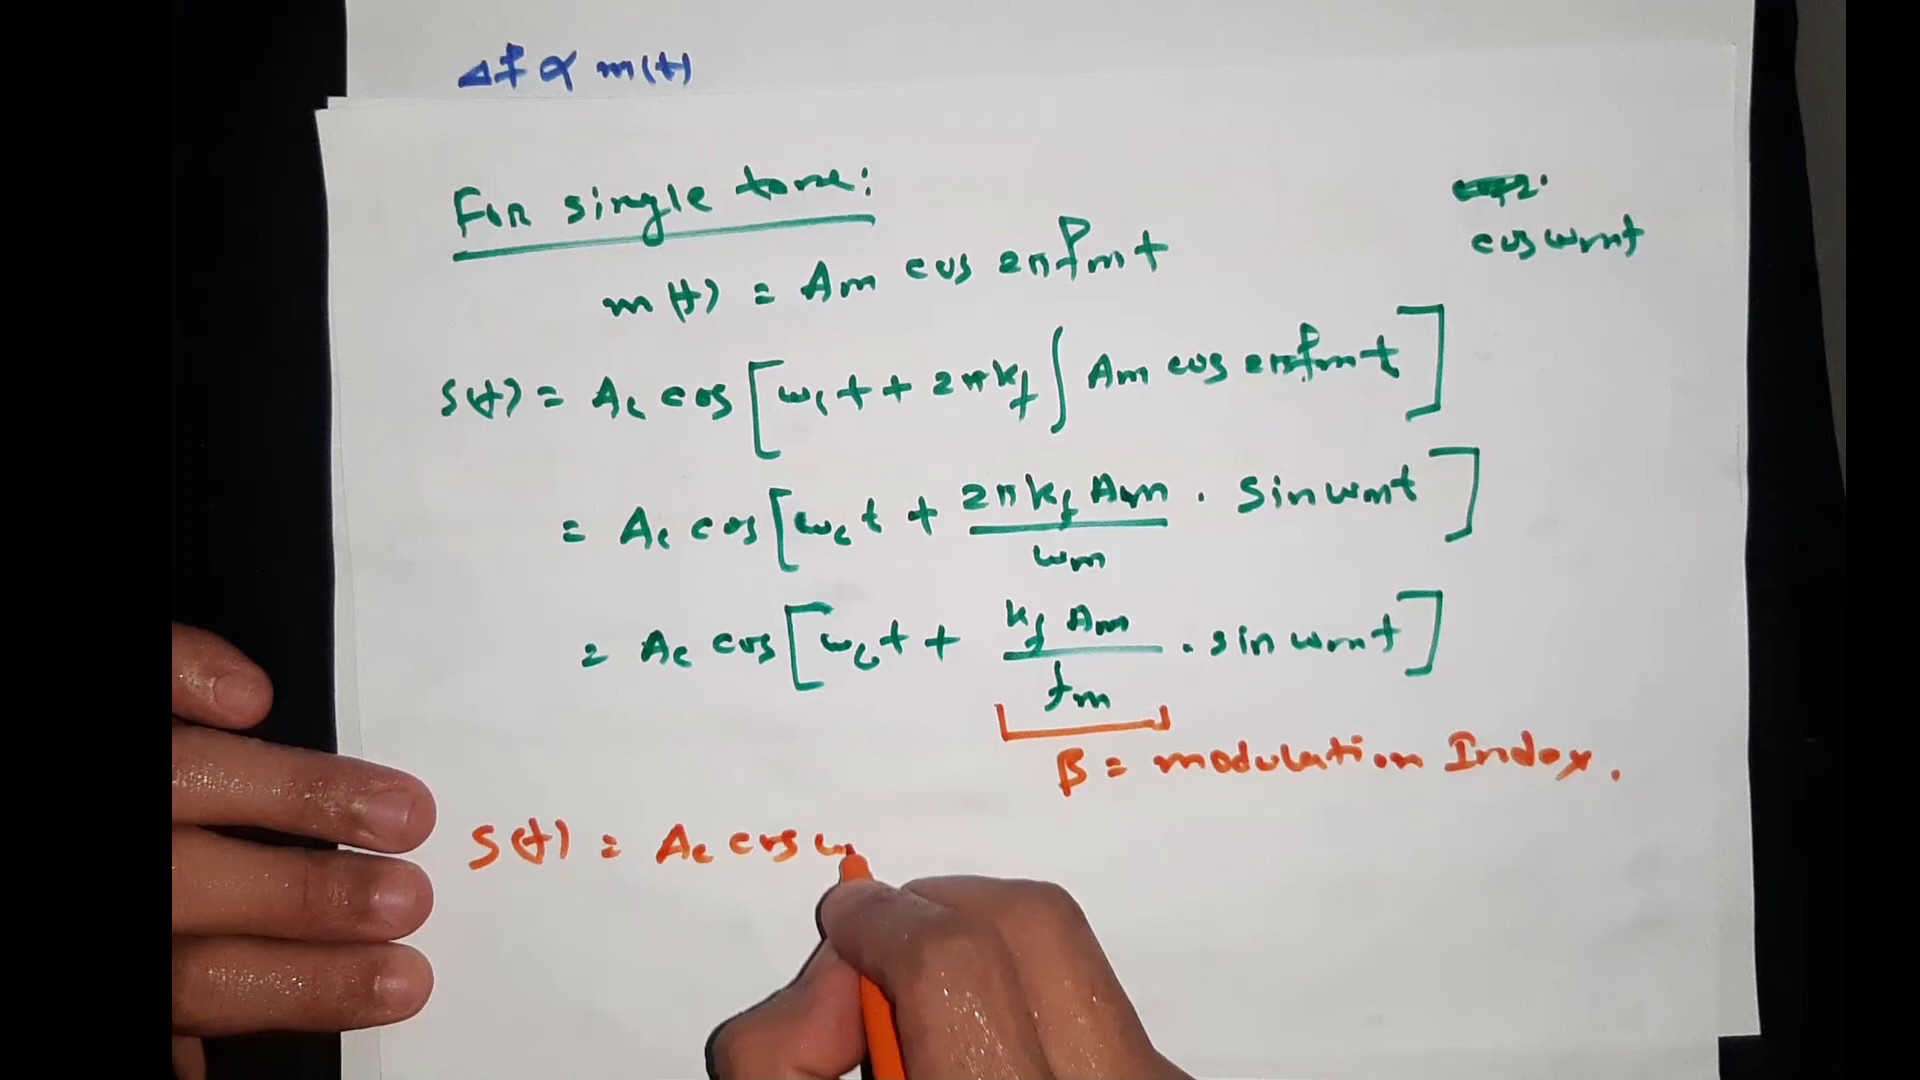 Δf ∝ m(t)
For single tone:
m(t) = Am cos 2πfmt
cos wmt
S(t) = Ac cos [ωct + 2πkf ∫ Am cos 2πfmt]
= Ac cos [ωct + 2πkf Am / ωm . Sin ωmt]
= Ac cos [ωct + kf Am / fm . sin ωmt]
β = modulation Index.
S(t) = Ac cos ω